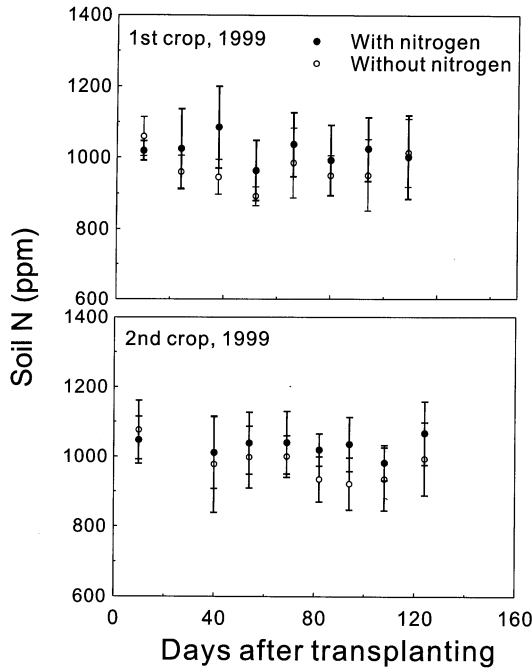 1400
1st crop, 1999
With nitrogen
Without nitrogen
1200
1000
800
600
Soil N (ppm)
1400
2nd crop, 1999
1200
1000
800
600
0 40 80 120 160
Days after transplanting